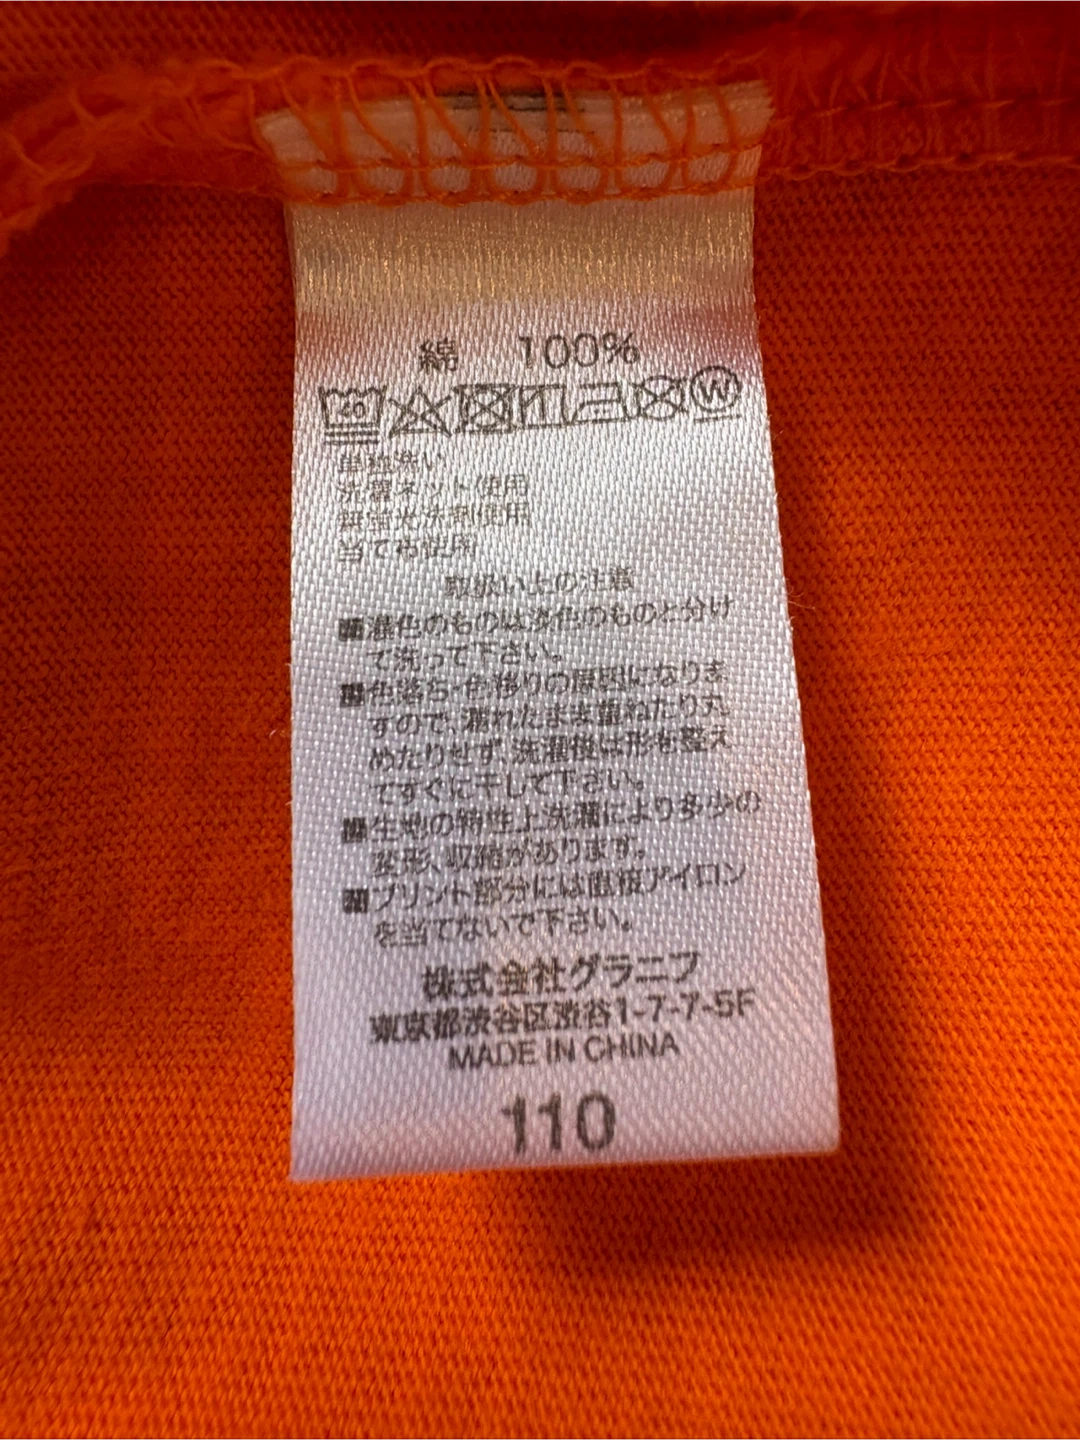 綿 100%
40
W
単独洗い
洗濯ネット使用
無蛍光洗剤使用
当て布使用
取扱い上の注意
■濃色のものは淡色のものと分け
て洗って下さい。
■色落ち・色移りの原因になりま
すので、濡れたまま重ねたり丸
めたりせず、洗濯後は形を整え
てすぐに干して下さい。
■生地の特性上洗濯により多少の
変形、収縮があります。
■プリント部分には直接アイロン
を当てないで下さい。
株式会社グラニフ
東京都渋谷区渋谷1-7-7-5F
MADE IN CHINA
110